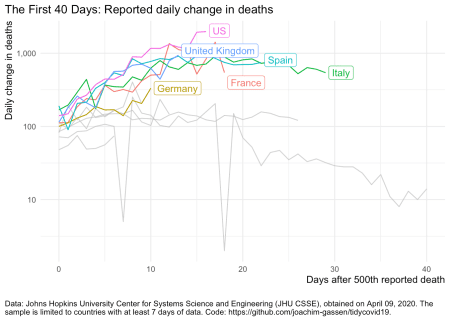 The First 40 Days: Reported daily change in deaths
Daily change in deaths
1,000
100
10
US
United Kingdom
Spain
Italy
France
Germany
0
10
20
30
40
Days after 500th reported death
Data: Johns Hopkins University Center for Systems Science and Engineering (JHU CSSE), obtained on April 09, 2020. The
sample is limited to countries with at least 7 days of data. Code: https://github.com/joachim-gassen/tidycovid19.